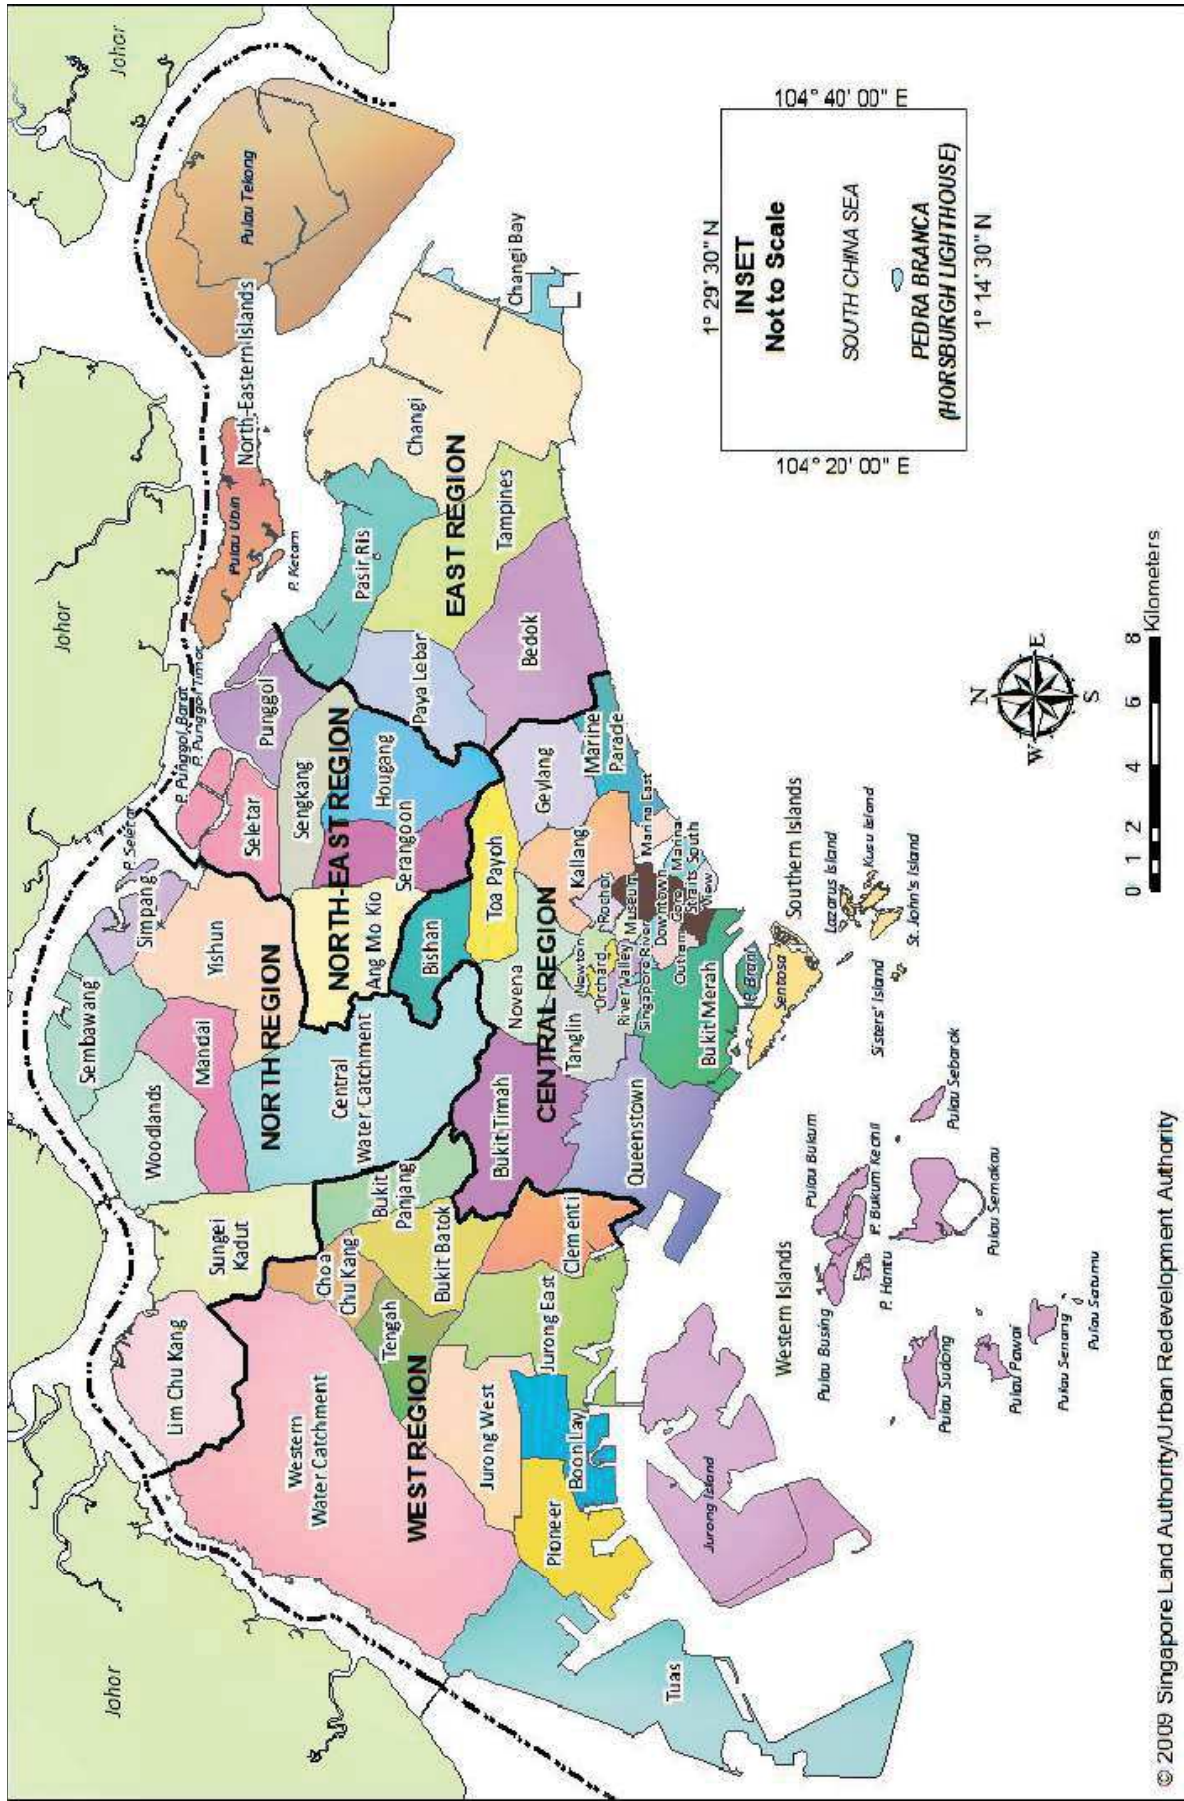 Johor
Johor
Johor
Pulau Tekong
North-Eastern Islands
Pulau Ubin
P. Ketam
P. Punggol Barat
P. Punggol Timor
P. Seletar
Simpang
Sembawang
Yishun
Mandai
Woodlands
NORTH REGION
Central
Water Catchment
Sungei
Kadut
Lim Chu Kang
Seletar
Punggol
Sengkang
NORTH-EAST REGION
Hougang
Serangoon
Ang Mo Kio
Pasir Ris
Changi
Changi Bay
EAST REGION
Tampines
Paya Lebar
Bedok
Bishan
Toa Payoh
CENTRAL REGION
Novena
Geylang
Marine
Parade
Kallang
Marina East
Marina
South
Straits
View
Rochor
Museum
Downtown
Core
Newton
Orchard
River Valley
Singapore River
Outram
Tanglin
Bukit Timah
Queenstown
Bukit Merah
P. Brani
Sentosa
Southern Islands
Lazarus Island
Kusu Island
St. John's Island
Sisters' Island
Bukit
Panjang
Choa
Chu Kang
Bukit Batok
Clementi
Tengah
Jurong East
Western
Water Catchment
WEST REGION
Jurong West
Boon Lay
Pioneer
Tuas
Jurong Island
Western Islands
Pulau Bukum
P. Bukum Kechil
Pulau Busing
P. Hantu
Pulau Sebarok
Pulau Semakau
Pulau Sudong
Pulau Pawai
Pulau Senang
Pulau Satumu
1° 29' 30" N
INSET
Not to Scale
SOUTH CHINA SEA
PEDRA BRANCA
(HORSBURGH LIGHTHOUSE)
1° 14' 30" N
104° 20' 00" E
104° 40' 00" E
N
W E
S
0 1 2 4 6 8
Kilometers
© 2009 Singapore Land Authority/Urban Redevelopment Authority